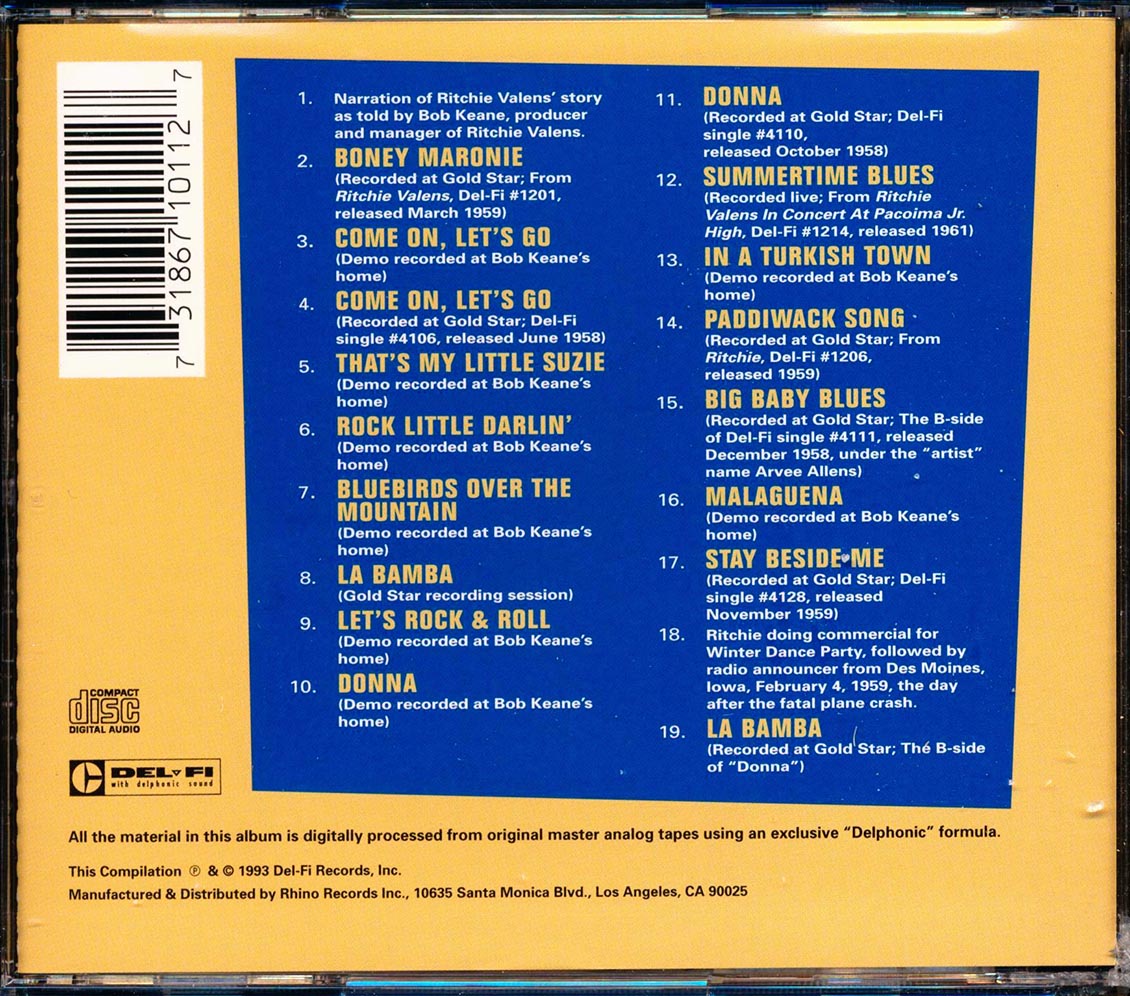 7 31867 10112 7
1. Narration of Ritchie Valens' story
as told by Bob Keane, producer
and manager of Ritchie Valens.
2. BONEY MARONIE
(Recorded at Gold Star; From
Ritchie Valens, Del-Fi #1201,
released March 1959)
3. COME ON, LET'S GO
(Demo recorded at Bob Keane's
home)
4. COME ON, LET'S GO
(Recorded at Gold Star; Del-Fi
single #4106, released June 1958)
5. THAT'S MY LITTLE SUZIE
(Demo recorded at Bob Keane's
home)
6. ROCK LITTLE DARLIN'
(Demo recorded at Bob Keane's
home)
7. BLUEBIRDS OVER THE
MOUNTAIN
(Demo recorded at Bob Keane's
home)
8. LA BAMBA
(Gold Star recording session)
9. LET'S ROCK & ROLL
(Demo recorded at Bob Keane's
home)
10. DONNA
(Demo recorded at Bob Keane's
home)
11. DONNA
(Recorded at Gold Star; Del-Fi
single #4110,
released October 1958)
12. SUMMERTIME BLUES
(Recorded live; From Ritchie
Valens In Concert At Pacoima Jr.
High, Del-Fi #1214, released 1961)
13. IN A TURKISH TOWN
(Demo recorded at Bob Keane's
home)
14. PADDIWACK SONG
(Recorded at Gold Star; From
Ritchie, Del-Fi #1206,
released 1959)
15. BIG BABY BLUES
(Recorded at Gold Star; The B-side
of Del-Fi single #4111, released
December 1958, under the "artist"
name Arvee Allens)
16. MALAGUENA
(Demo recorded at Bob Keane's
home)
17. STAY BESIDE ME
(Recorded at Gold Star; Del-Fi
single #4128, released
November 1959)
18. Ritchie doing commercial for
Winter Dance Party, followed by
radio announcer from Des Moines,
Iowa, February 4, 1959, the day
after the fatal plane crash.
19. LA BAMBA
(Recorded at Gold Star; The B-side
of "Donna")
COMPACT
disc
DIGITAL AUDIO
DEL-FI
with delphonic sound
All the material in this album is digitally processed from original master analog tapes using an exclusive "Delphonic" formula.
This Compilation ℗ & © 1993 Del-Fi Records, Inc.
Manufactured & Distributed by Rhino Records Inc., 10635 Santa Monica Blvd., Los Angeles, CA 90025